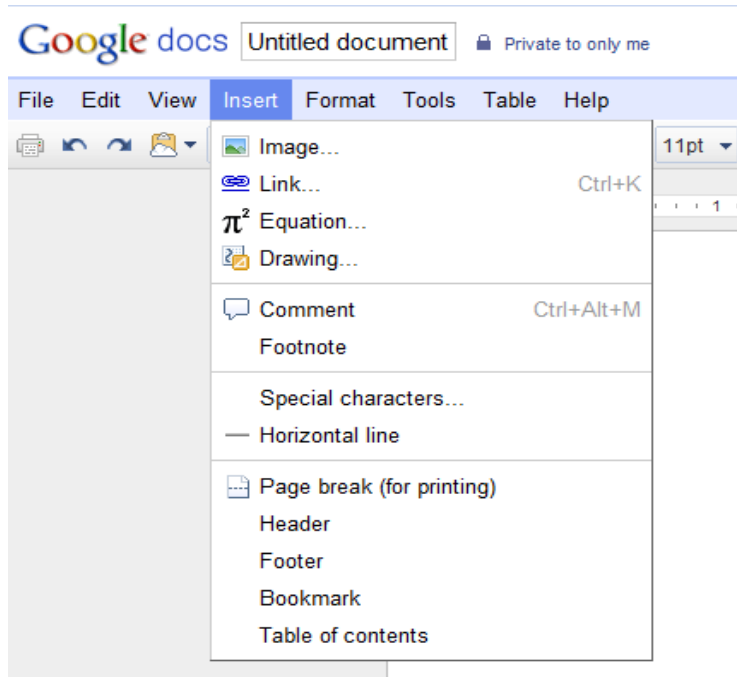 Google docs Untitled document Private to only me
File Edit View Insert Format Tools Table Help
11pt
Image...
Link... Ctrl+K
1
π² Equation...
Drawing...
Comment Ctrl+Alt+M
Footnote
Special characters...
Horizontal line
Page break (for printing)
Header
Footer
Bookmark
Table of contents